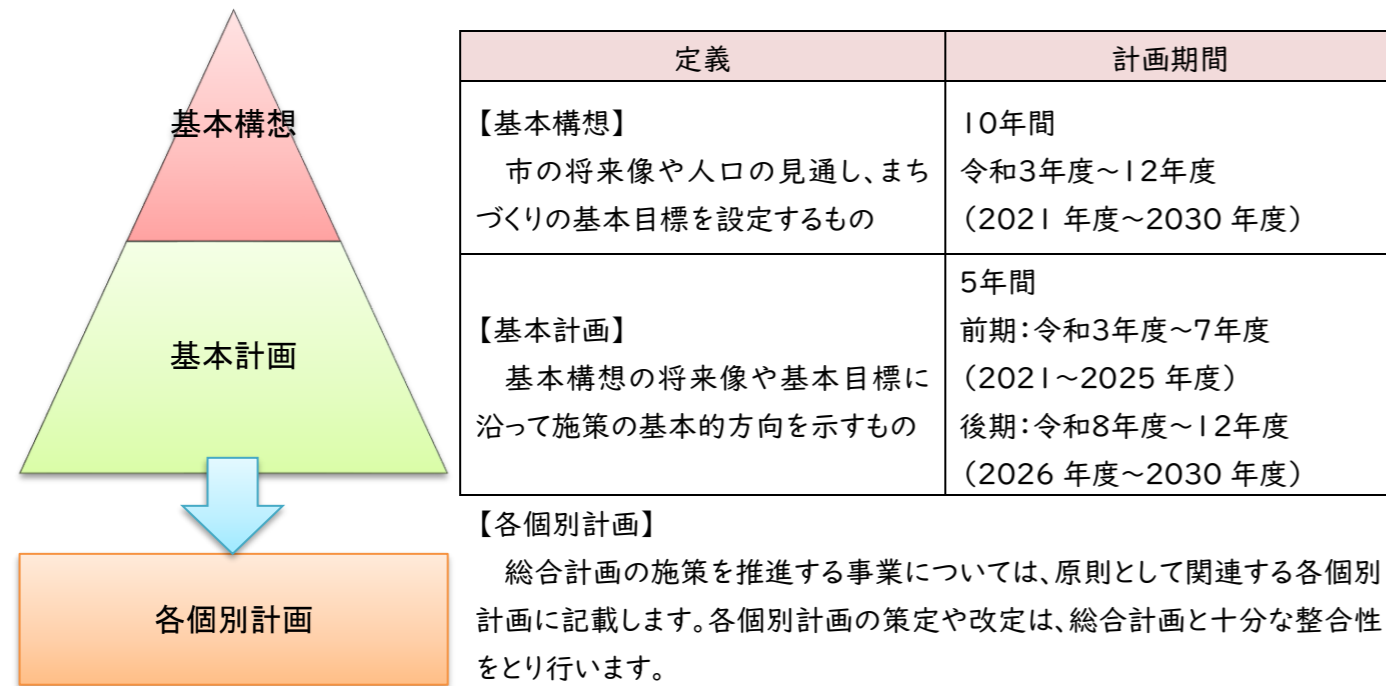 基本構想
基本計画
各個別計画
定義
計画期間
【基本構想】
市の将来像や人口の見通し、まち
づくりの基本目標を設定するもの
10年間
令和3年度~12年度
(2021 年度~2030 年度)
【基本計画】
基本構想の将来像や基本目標に
沿って施策の基本的方向を示すもの
5年間
前期:令和3年度~7年度
(2021~2025 年度)
後期:令和8年度~12年度
(2026 年度~2030 年度)
【各個別計画】
総合計画の施策を推進する事業については、原則として関連する各個別
計画に記載します。各個別計画の策定や改定は、総合計画と十分な整合性
をとり行います。